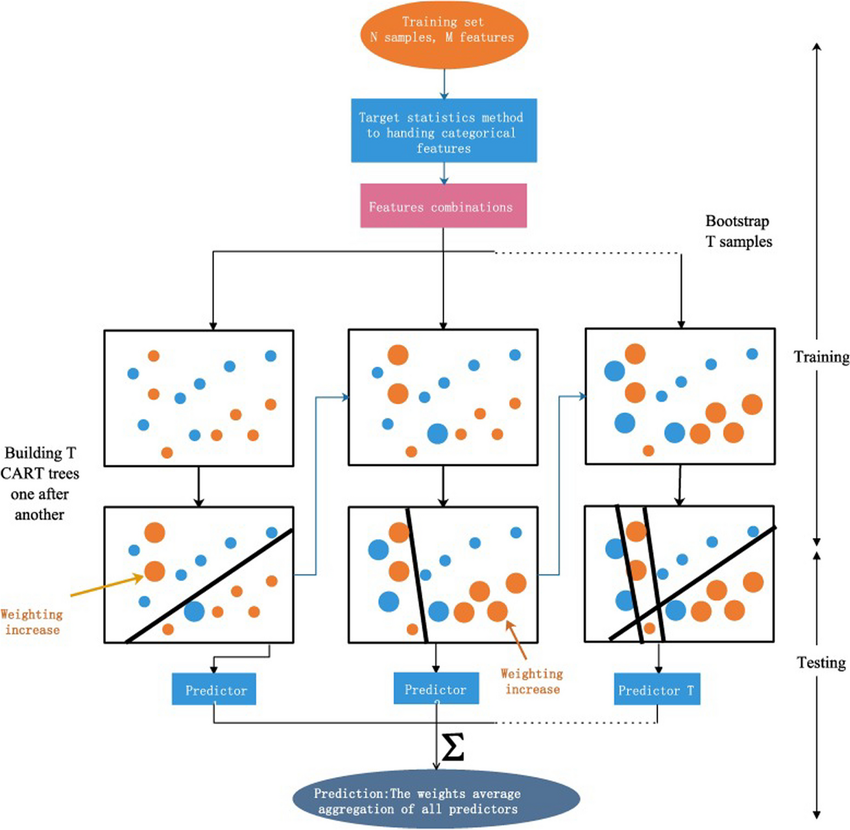 Training set
N samples, M features
Target statistics method
to handing categorical
features
Features combinations
Bootstrap
T samples
Training
Building T
CART trees
one after
another
Weighting
increase
Weighting
increase
Testing
Predictor
Predictor
Predictor T
Σ
Prediction:The weights average
aggregation of all predictors